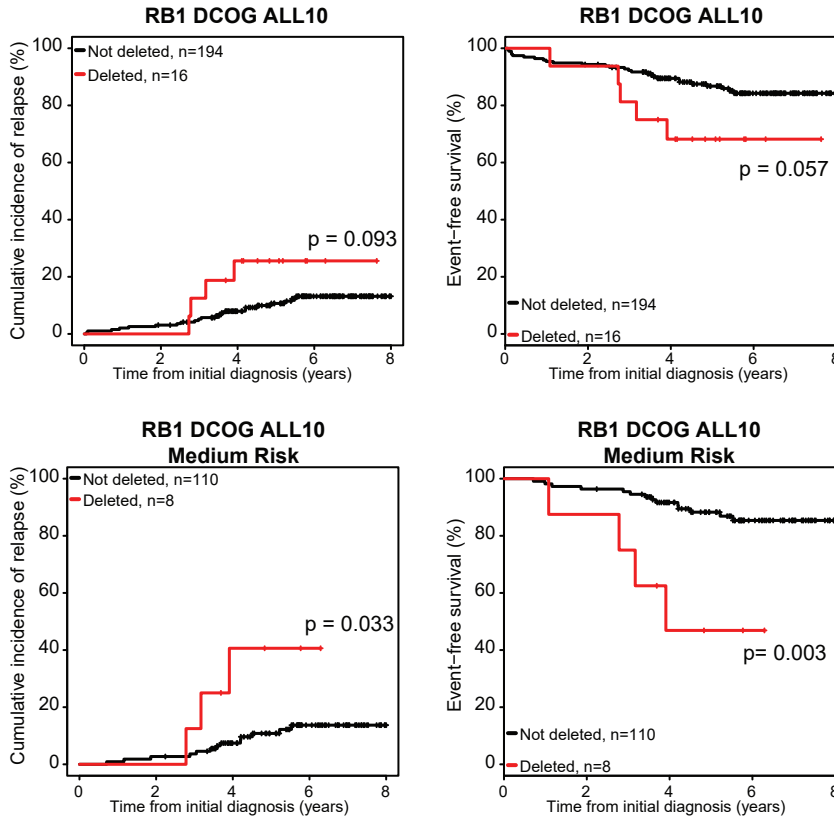 RB1 DCOG ALL10
Cumulative incidence of relapse (%)
100
80
60
40
20
0
Not deleted, n=194
Deleted, n=16
p = 0.093
0 2 4 6 8
Time from initial diagnosis (years)
RB1 DCOG ALL10
Event−free survival (%)
100
80
60
40
20
0
p = 0.057
Not deleted, n=194
Deleted, n=16
0 2 4 6 8
Time from initial diagnosis (years)
RB1 DCOG ALL10
Medium Risk
Cumulative incidence of relapse (%)
100
80
60
40
20
0
Not deleted, n=110
Deleted, n=8
p = 0.033
0 2 4 6 8
Time from initial diagnosis (years)
RB1 DCOG ALL10
Medium Risk
Event−free survival (%)
100
80
60
40
20
0
p= 0.003
Not deleted, n=110
Deleted, n=8
0 2 4 6 8
Time from initial diagnosis (years)